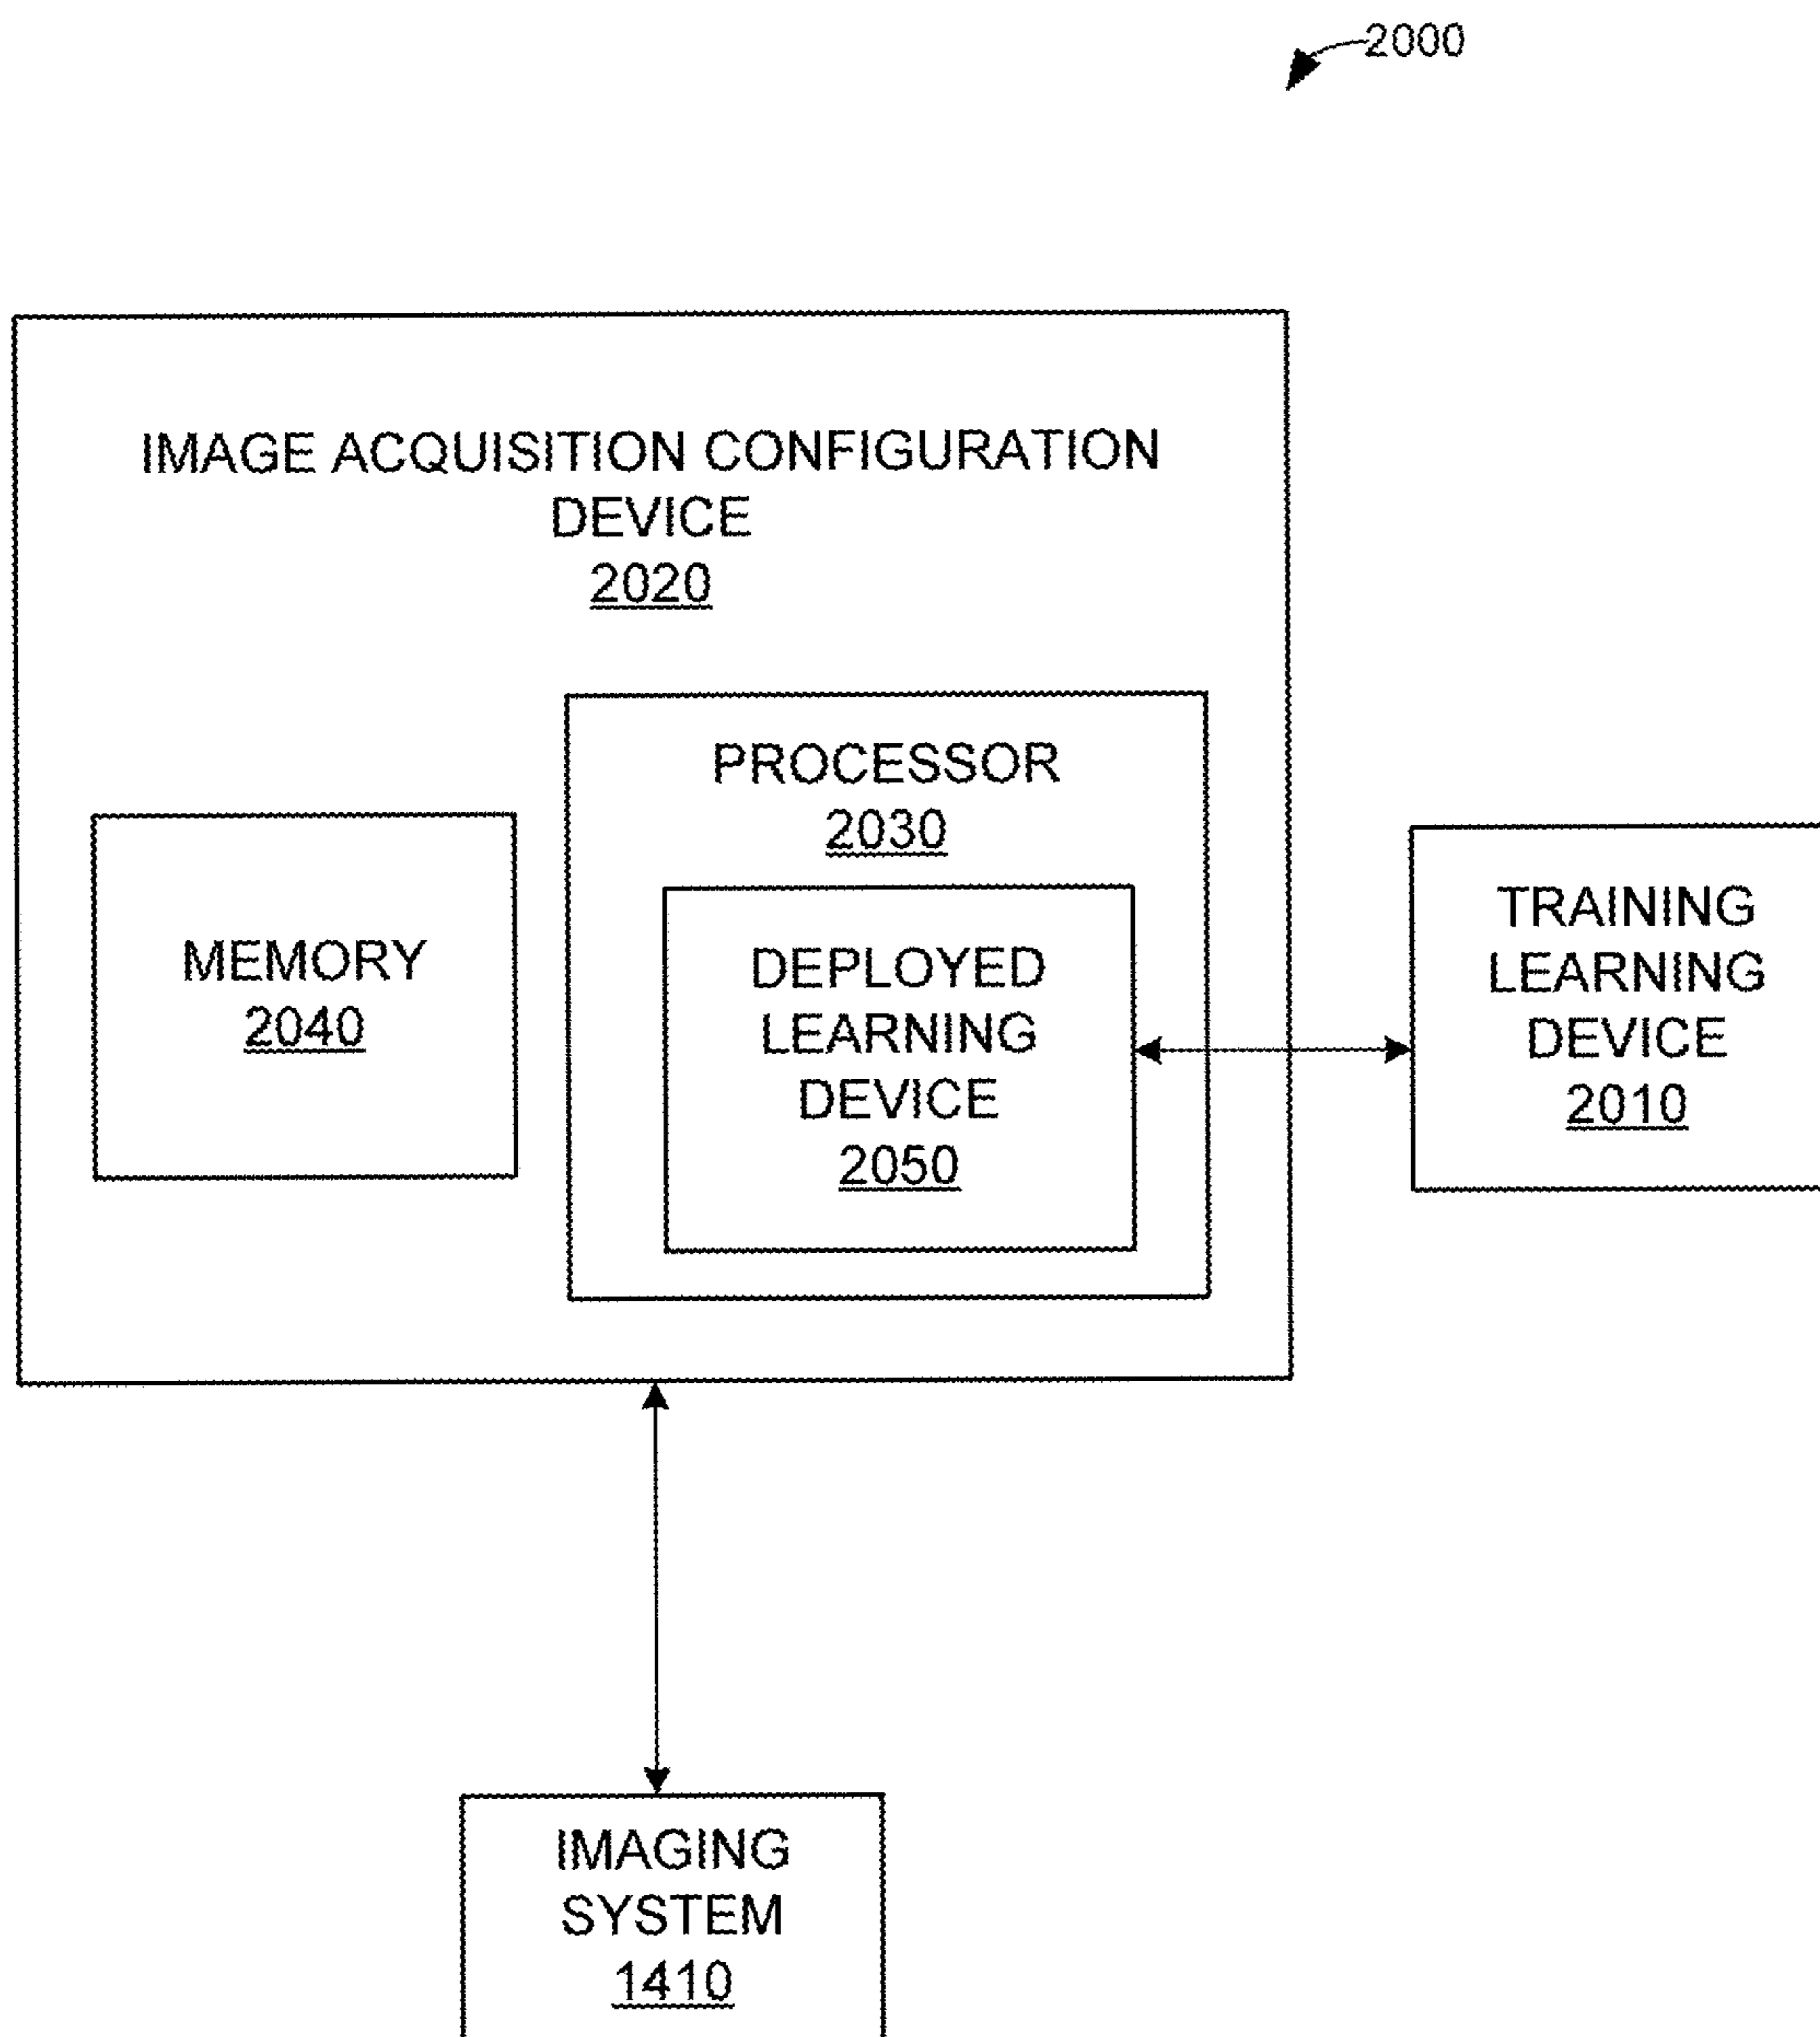 2000
IMAGE ACQUISITION CONFIGURATION
DEVICE
2020
PROCESSOR
2030
MEMORY
2040
DEPLOYED
LEARNING
DEVICE
2050
TRAINING
LEARNING
DEVICE
2010
IMAGING
SYSTEM
1410